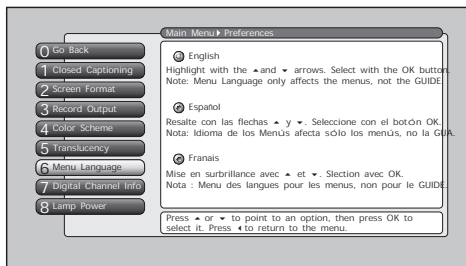 Main Menu ▸ Preferences
0 Go Back
1 Closed Captioning
2 Screen Format
3 Record Output
4 Color Scheme
5 Translucency
6 Menu Language
7 Digital Channel Info
8 Lamp Power
English
Highlight with the ▴ and ▾ arrows. Select with the OK button.
Note: Menu Language only affects the menus, not the GUIDE.
Español
Resalte con las flechas ▴ y ▾. Seleccione con el botón OK.
Nota: Idioma de los Menús afecta sólo los menús, no la GUA.
Franais
Mise en surbrillance avec ▴ et ▾. Slection avec OK.
Nota : Menu des langues pour les menus, non pour le GUIDE.
Press ▴ or ▾ to point to an option, then press OK to
select it. Press ◂ to return to the menu.